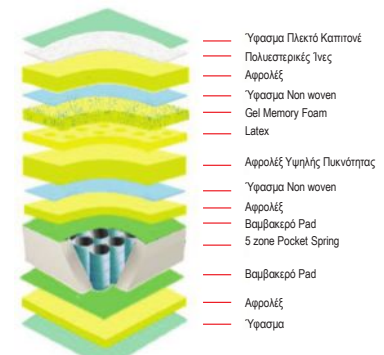 Ύφασμα Πλεκτό Καπιτονέ
Πολυεστερικές Ίνες
Αφρολέξ
Ύφασμα Non woven
Gel Memory Foam
Latex
Αφρολέξ Υψηλής Πυκνότητας
Ύφασμα Non woven
Αφρολέξ
Βαμβακερό Pad
5 zone Pocket Spring
Βαμβακερό Pad
Αφρολέξ
Ύφασμα